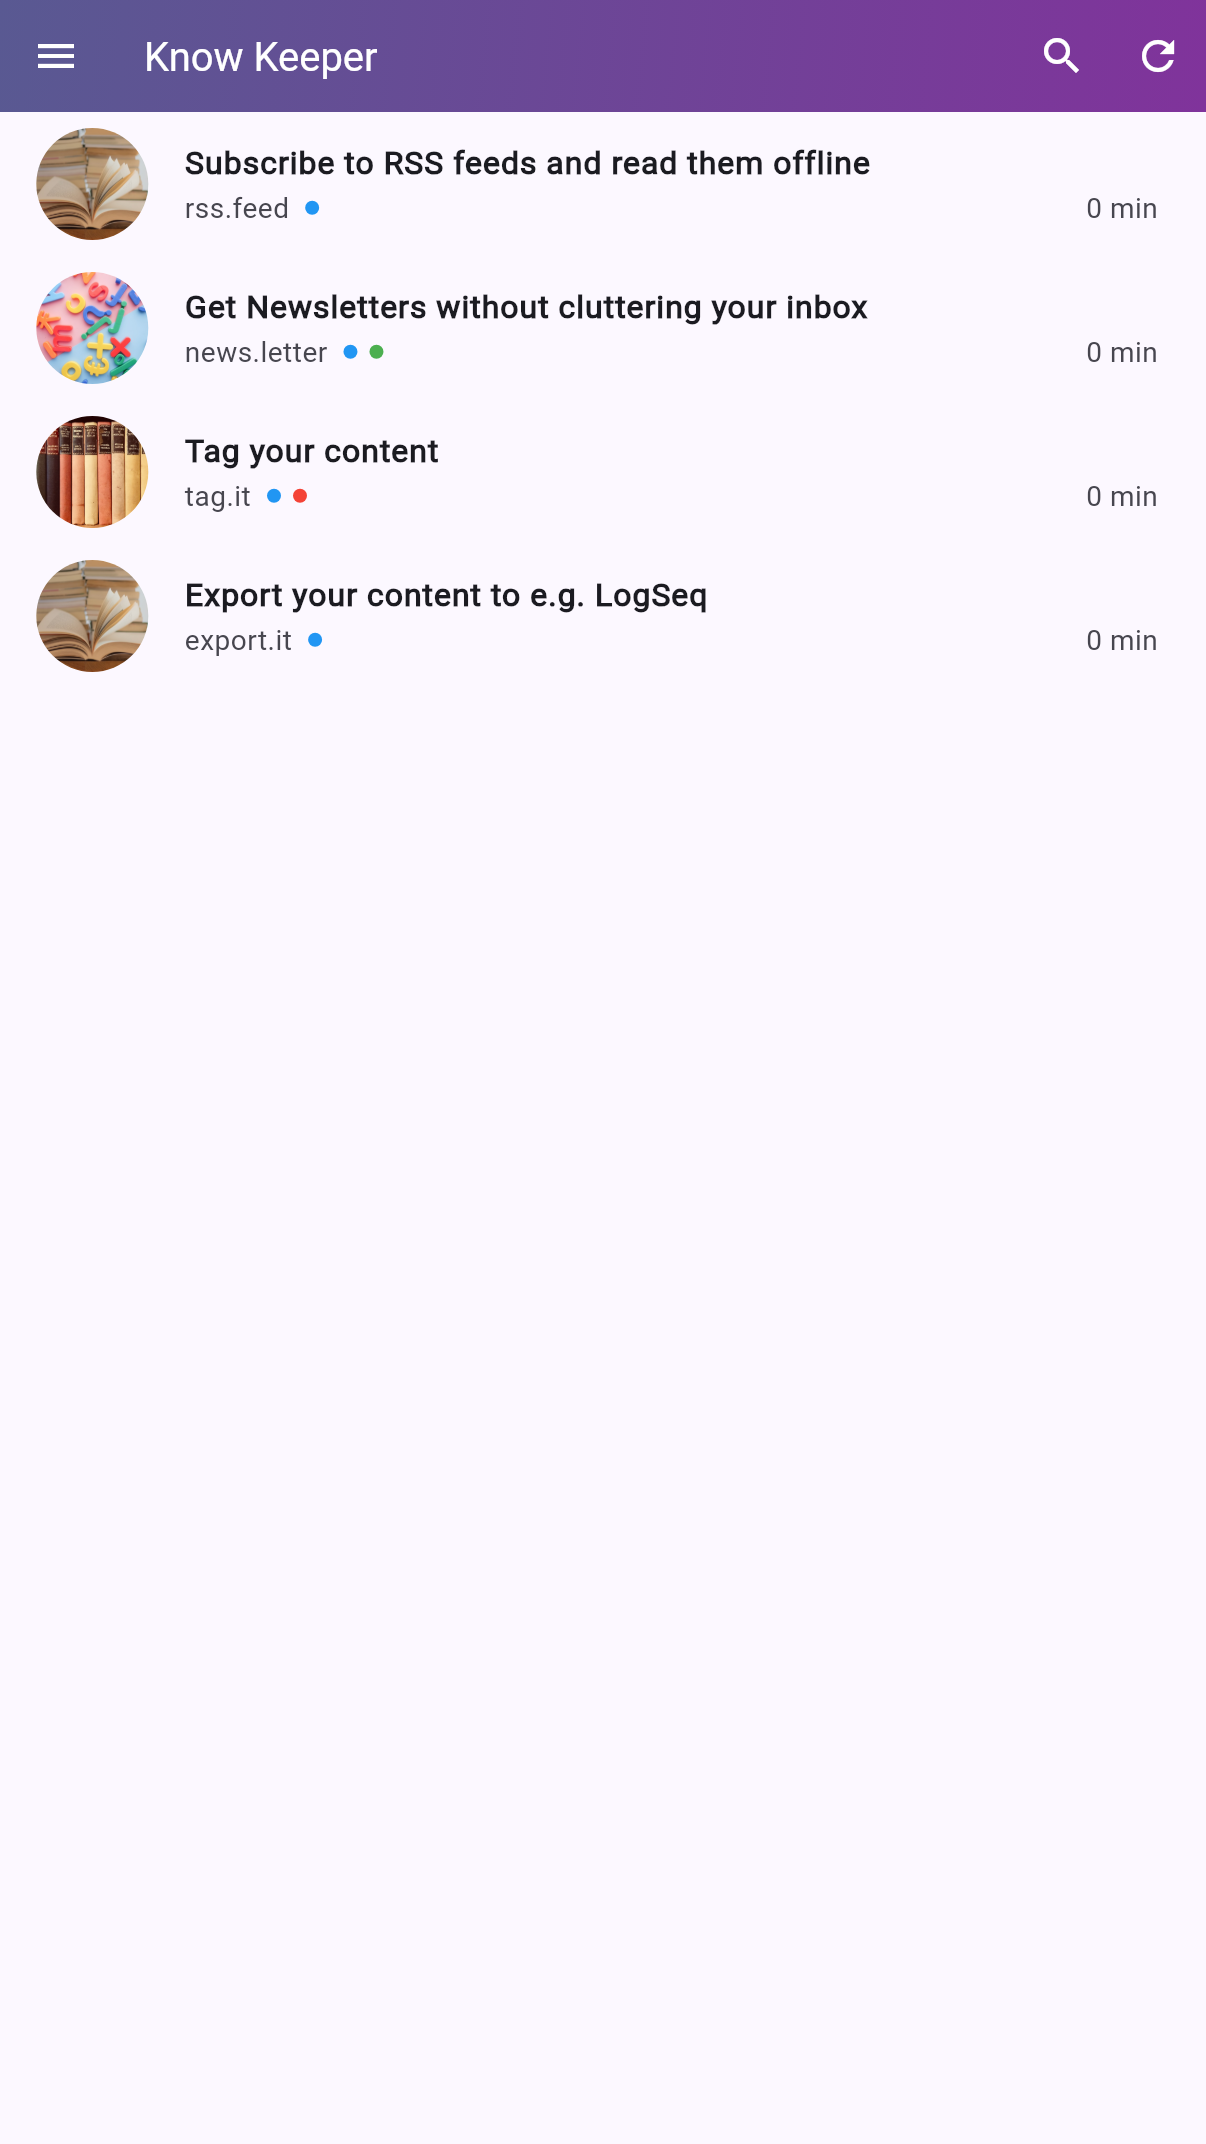 Know Keeper
Subscribe to RSS feeds and read them offline
rss.feed
0 min
Get Newsletters without cluttering your inbox
news.letter
0 min
Tag your content
tag.it
0 min
Export your content to e.g. LogSeq
export.it
0 min